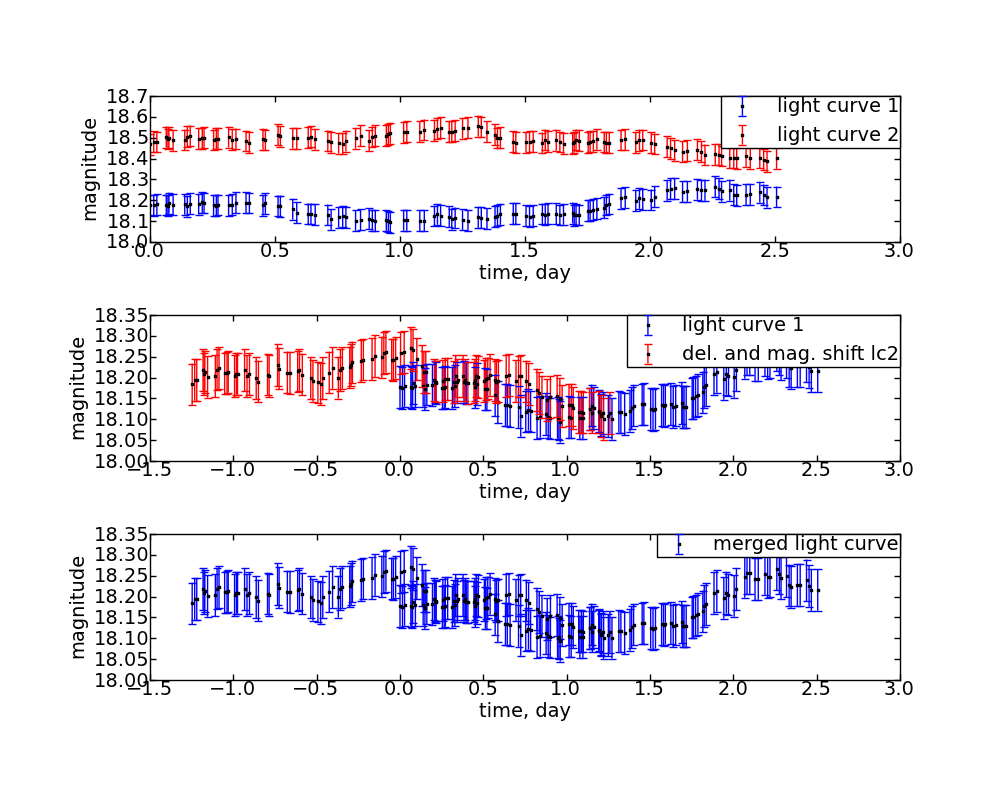 18.7
18.6
18.5
18.4
18.3
18.2
18.1
18.0
magnitude
light curve 1
light curve 2
0.0 0.5 1.0 1.5 2.0 2.5 3.0
time, day
18.35
18.30
18.25
18.20
18.15
18.10
18.05
18.00
magnitude
light curve 1
del. and mag. shift lc2
−1.5 −1.0 −0.5 0.0 0.5 1.0 1.5 2.0 2.5 3.0
time, day
18.35
18.30
18.25
18.20
18.15
18.10
18.05
18.00
magnitude
merged light curve
−1.5 −1.0 −0.5 0.0 0.5 1.0 1.5 2.0 2.5 3.0
time, day